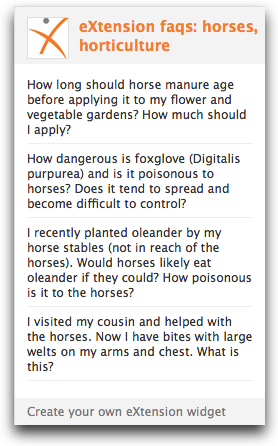 eXtension faqs: horses,
horticulture
How long should horse manure age
before applying it to my flower and
vegetable gardens? How much should
I apply?
How dangerous is foxglove (Digitalis
purpurea) and is it poisonous to
horses? Does it tend to spread and
become difficult to control?
I recently planted oleander by my
horse stables (not in reach of the
horses). Would horses likely eat
oleander if they could? How poisonous
is it to the horses?
I visited my cousin and helped with
the horses. Now I have bites with large
welts on my arms and chest. What is
this?
Create your own eXtension widget